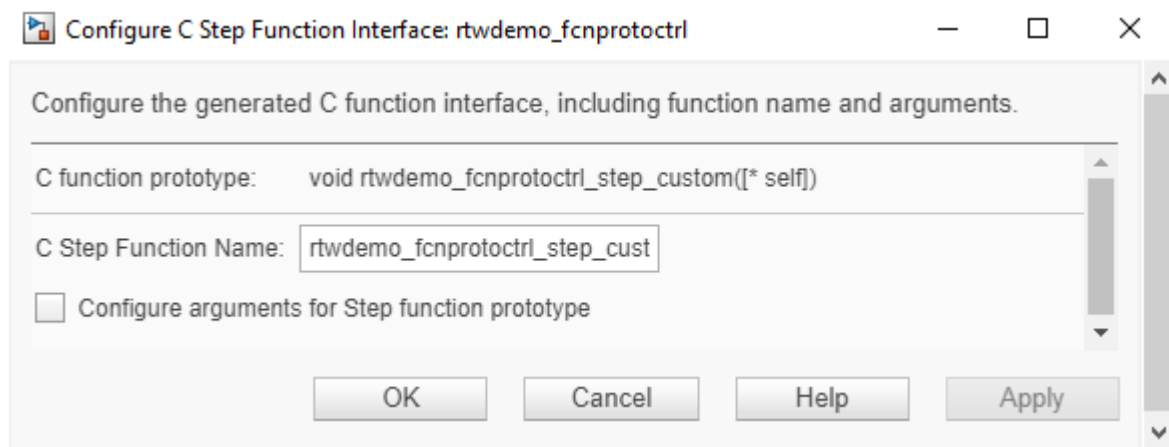 Configure C Step Function Interface: rtwdemo_fcnprotoctrl
Configure the generated C function interface, including function name and arguments.
C function prototype: void rtwdemo_fcnprotoctrl_step_custom([* self])
C Step Function Name: rtwdemo_fcnprotoctrl_step_cust
Configure arguments for Step function prototype
OK Cancel Help Apply